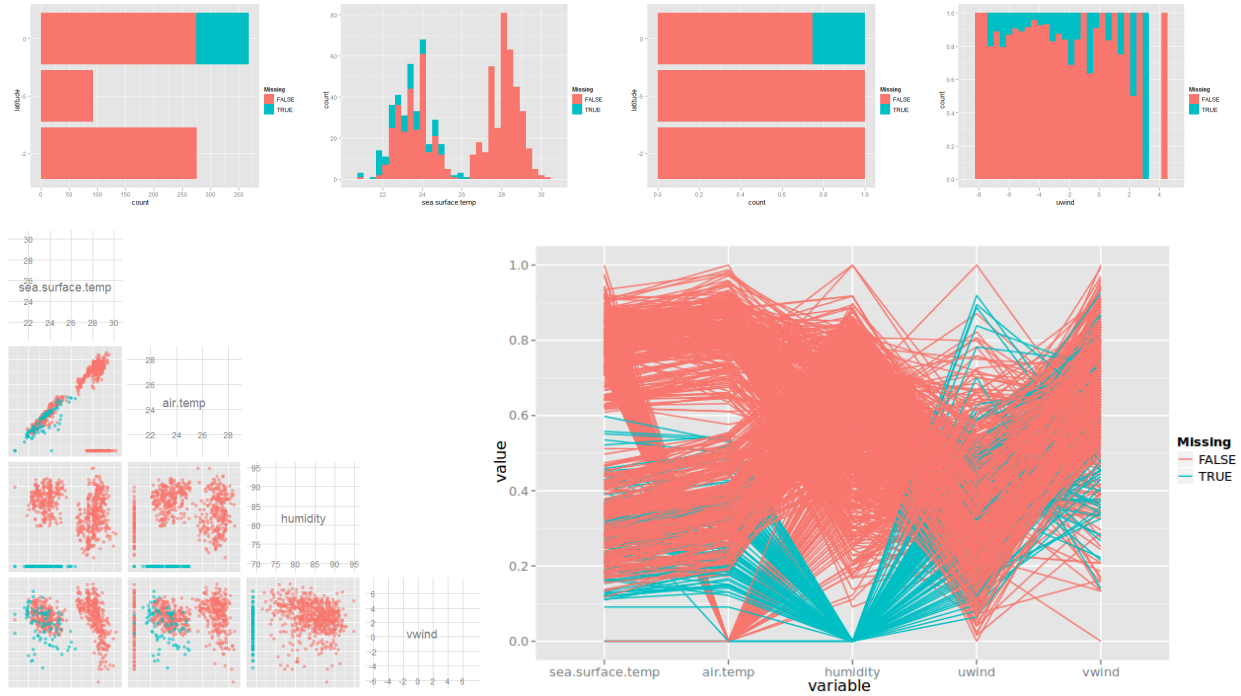 Missing
FALSE
TRUE
latitude
0
-5
-2
0 50 100 150 200 250 300 350
count
80
60
40
20
0
count
22 24 26 28 30
sea.surface.temp
Missing
FALSE
TRUE
latitude
0
-5
-2
0.0 0.2 0.4 0.6 0.8 1.0
count
Missing
FALSE
TRUE
1.0
0.8
0.6
0.4
0.2
0.0
count
-8 -6 -4 -2 0 2 4
uwind
Missing
FALSE
TRUE
30
28
sea.surface.temp
24
22
22 24 26 28 30
28
26
air.temp
24
22
22 24 26 28
95
90
85
humidity
80
75
70
70 75 80 85 90 95
6
4
2
vwind
0
-2
-4
-6
-6 -4 -2 0 2 4 6
1.0
0.8
0.6
0.4
0.2
0.0
value
sea.surface.temp air.temp humidity uwind vwind
variable
Missing
FALSE
TRUE